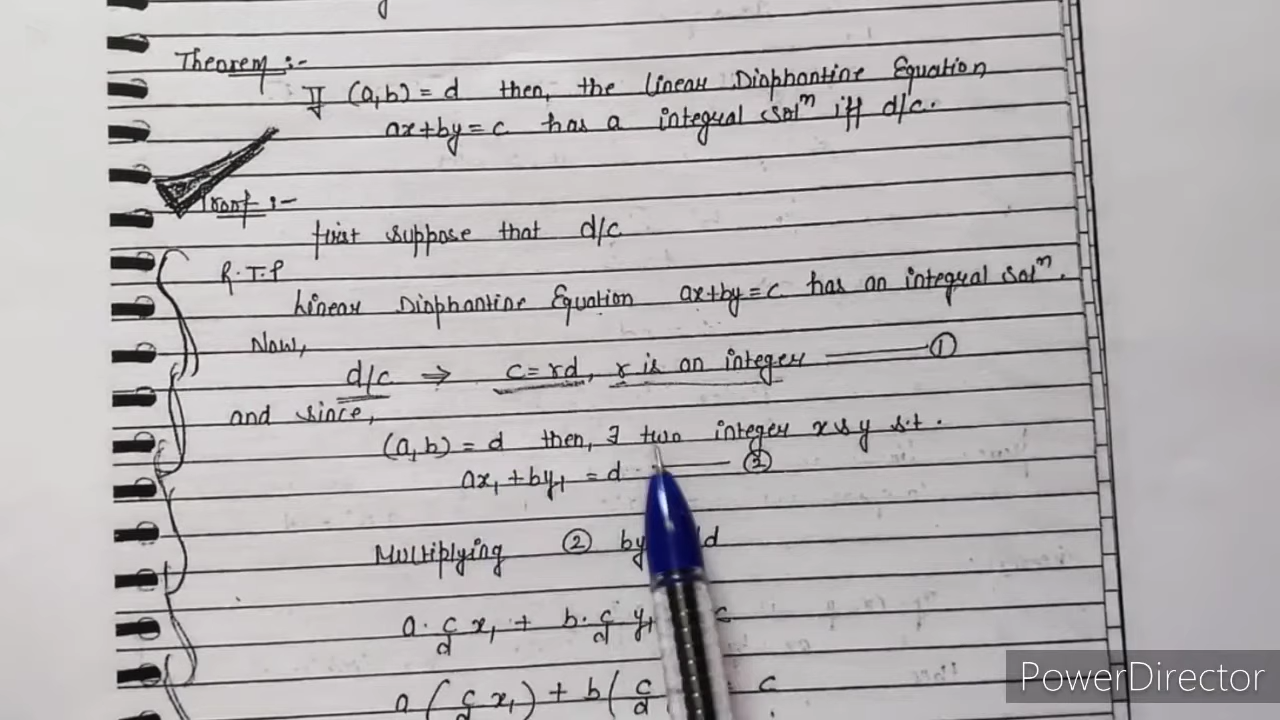 Theorem :-
If (a,b) = d then, the linear Diophantine Equation
ax+by=c has a integral solⁿ iff d/c.
Proof :-
first suppose that d/c
R.T.P
Linear Diophantine Equation ax+by=c has an integral solⁿ.
Now,
d/c ⇒ c=rd, r is an integer ——— ①
and since,
(a,b) = d then, ∃ two integer x & y s.t.
ax₁ + by₁ = d ——— ②
Multiplying ② by d
a. c/d x₁ + b. c/d y₁ c
a ( c/d x₁ ) + b ( c/d = c
PowerDirector